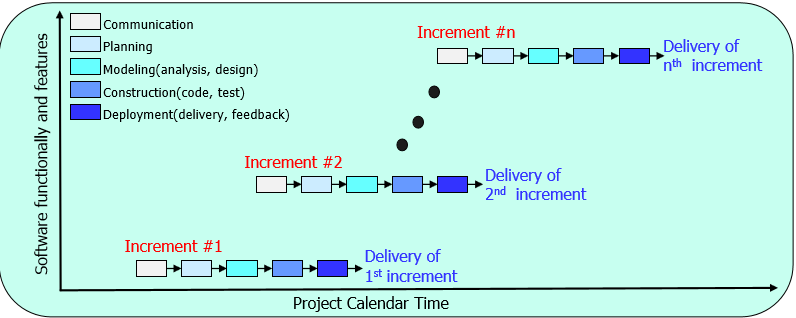 Communication
Planning
Modeling(analysis, design)
Construction(code, test)
Deployment(delivery, feedback)
Software functionally and features
Increment #n
Delivery of
nth increment
Increment #2
Delivery of
2nd increment
Increment #1
Delivery of
1st increment
Project Calendar Time